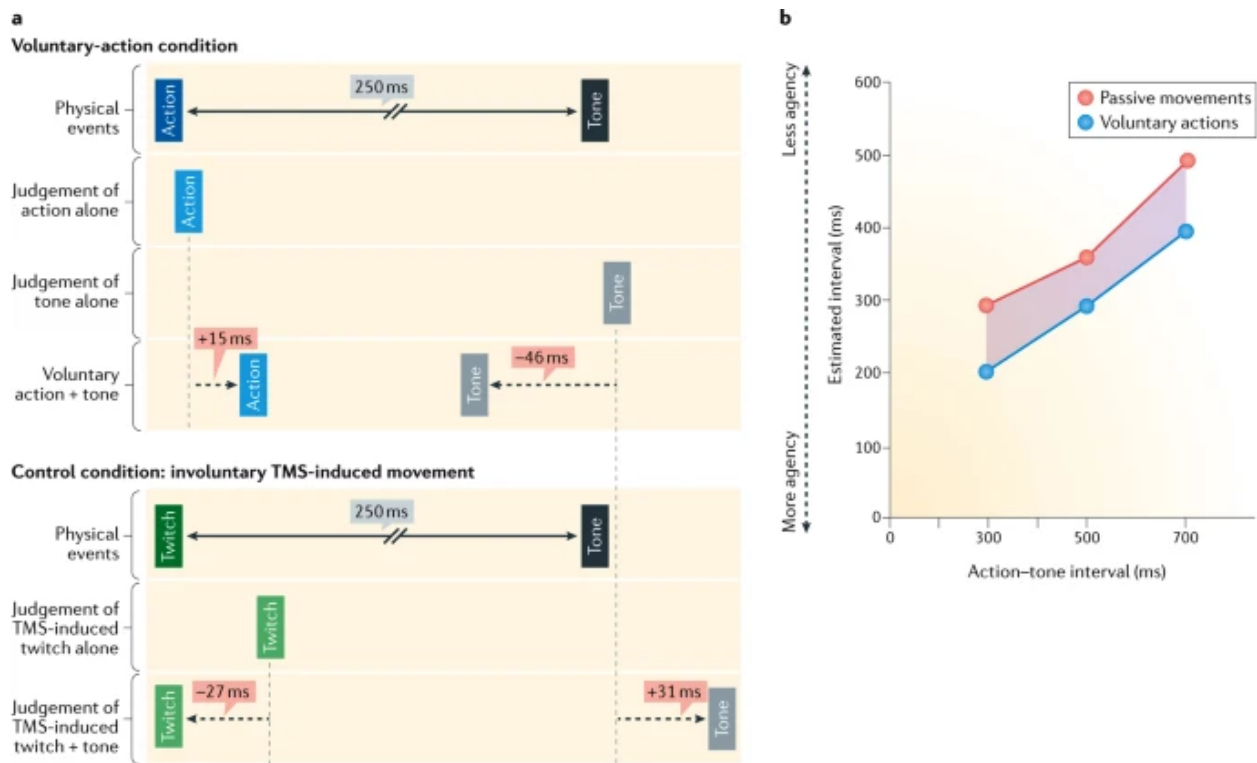 a
Voluntary-action condition
Physical
events
Action
250 ms
Tone
Judgement of
action alone
Action
Judgement of
tone alone
Tone
Voluntary
action + tone
+15 ms
Action
Tone
–46 ms
Control condition: involuntary TMS-induced movement
Physical
events
Twitch
250 ms
Tone
Judgement of
TMS-induced
twitch alone
Twitch
Judgement of
TMS-induced
twitch + tone
Twitch
–27 ms
+31 ms
Tone
b
Less agency
More agency
Estimated interval (ms)
600
500
400
300
200
100
0
0
300
500
700
Action–tone interval (ms)
Passive movements
Voluntary actions